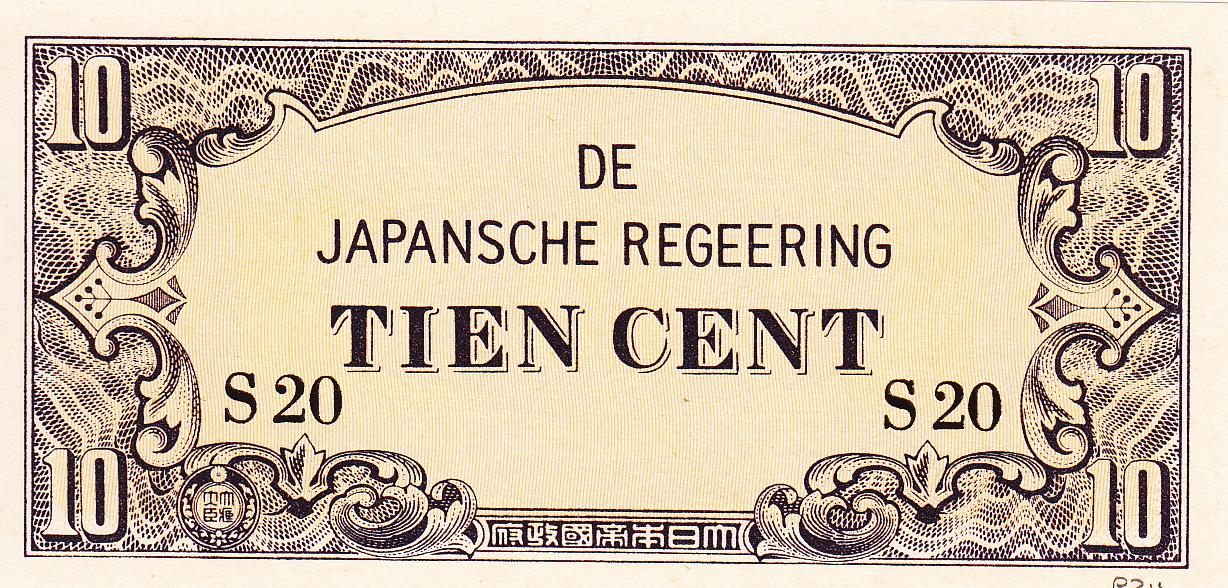 10 10
DE
JAPANSCHE REGEERING
TIEN CENT
S 20 S 20
10 10
大日本帝國政府